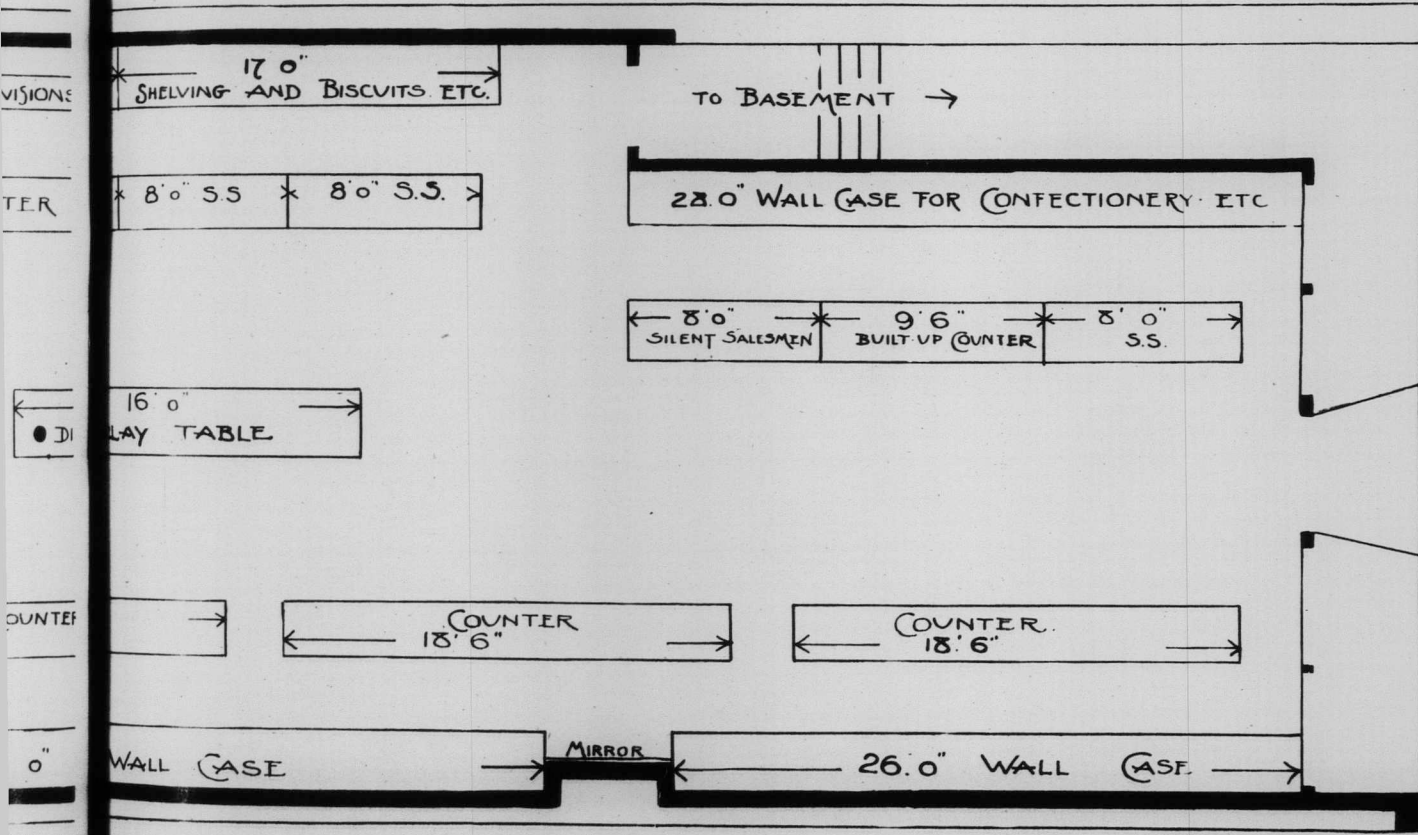 17'0"
VISIONS
SHELVING AND BISCUITS. ETC.
TO BASEMENT
TER
8'0" S.S
8'0" S.S.
28.0" WALL CASE FOR CONFECTIONERY. ETC
8'0"
SILENT SALESMEN
9'6"
BUILT UP COUNTER
8'0"
S.S.
16'0"
DI LAY TABLE
OUNTER
COUNTER
18'6"
COUNTER.
18'.6"
MIRROR
0" WALL CASE
26.0" WALL CASE